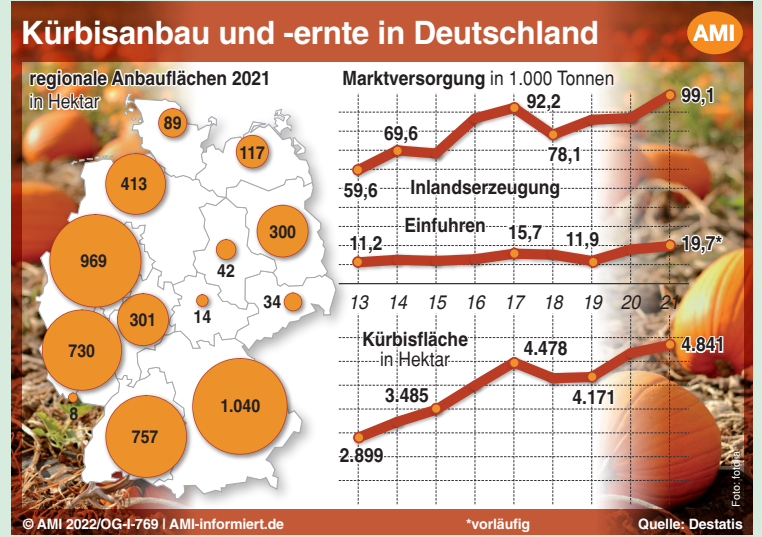 Kürbisanbau und -ernte in Deutschland
AMI
regionale Anbauflächen 2021
in Hektar
89
117
413
300
969
42
34
14
301
730
8
1.040
757
Marktversorgung in 1.000 Tonnen
99,1
92,2
69,6
78,1
59,6
Inlandserzeugung
Einfuhren
11,2
15,7
11,9
19,7*
13 14 15 16 17 18 19 20 21
Kürbisfläche
in Hektar
4.478
4.841
3.485
4.171
2.899
Foto: fotolia
© AMI 2022/OG-I-769 | AMI-informiert.de
*vorläufig
Quelle: Destatis